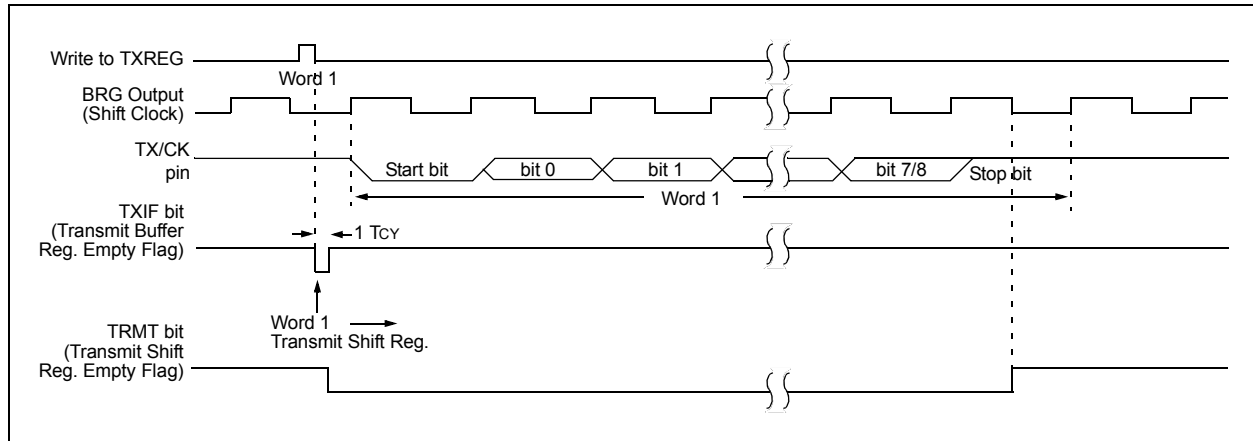 Write to TXREG
Word 1
BRG Output
(Shift Clock)
TX/CK
pin
Start bit
bit 0
bit 1
bit 7/8
Stop bit
Word 1
TXIF bit
(Transmit Buffer
Reg. Empty Flag)
1 TCY
Word 1
Transmit Shift Reg.
TRMT bit
(Transmit Shift
Reg. Empty Flag)